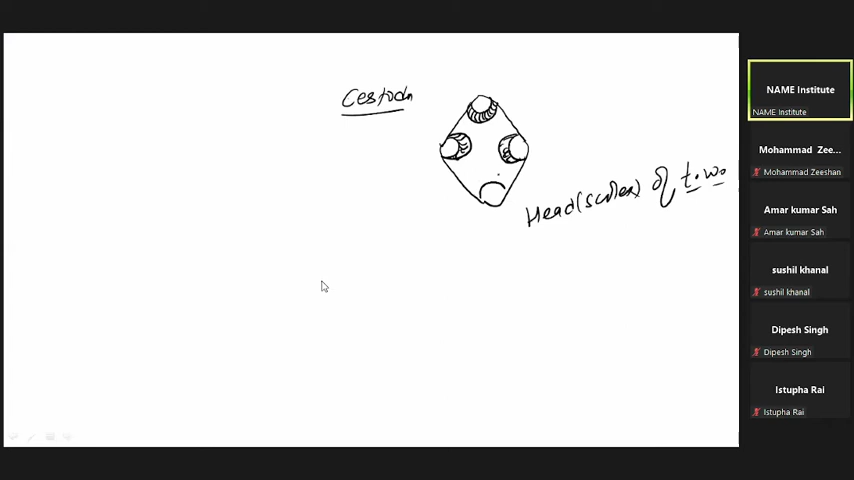 Cestoda
Head(scolex) of t.w.
NAME Institute
NAME Institute
Mohammad Zee...
Mohammad Zeeshan
Amar kumar Sah
Amar kumar Sah
sushil khanal
sushil khanal
Dipesh Singh
Dipesh Singh
Istupha Rai
Istupha Rai